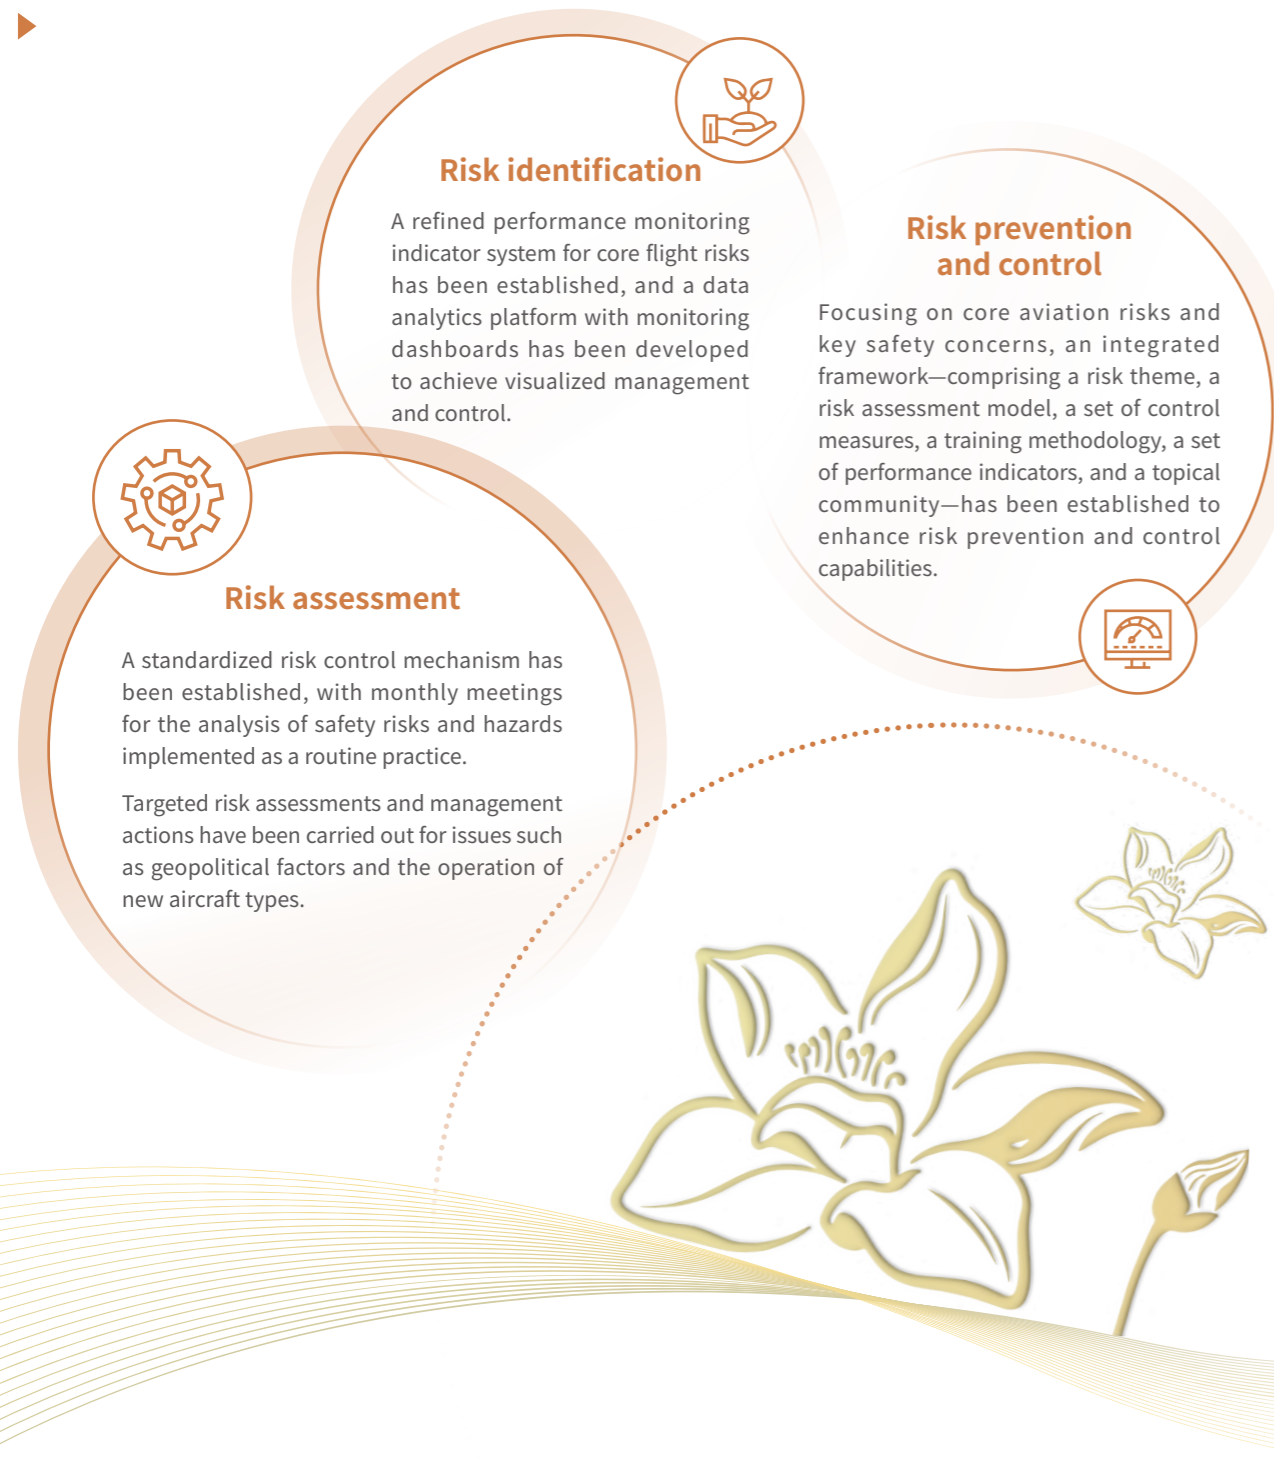 Risk identification
A refined performance monitoring
indicator system for core flight risks
has been established, and a data
analytics platform with monitoring
dashboards has been developed
to achieve visualized management
and control.
Risk prevention
and control
Focusing on core aviation risks and
key safety concerns, an integrated
framework—comprising a risk theme, a
risk assessment model, a set of control
measures, a training methodology, a set
of performance indicators, and a topical
community—has been established to
enhance risk prevention and control
capabilities.
Risk assessment
A standardized risk control mechanism has
been established, with monthly meetings
for the analysis of safety risks and hazards
implemented as a routine practice.
Targeted risk assessments and management
actions have been carried out for issues such
as geopolitical factors and the operation of
new aircraft types.